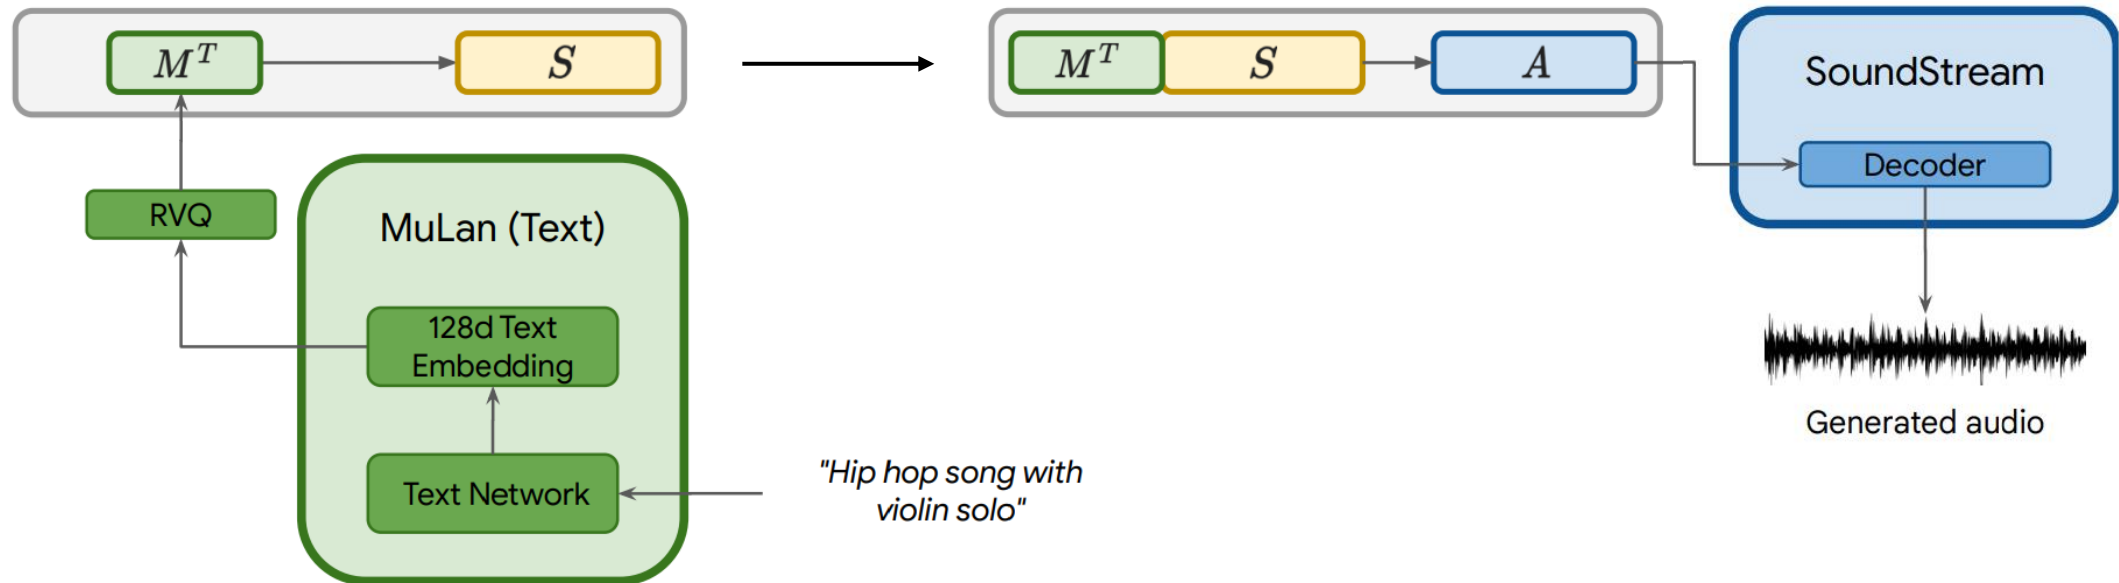 M^T
S
M^T
S
A
SoundStream
Decoder
RVQ
MuLan (Text)
128d Text
Embedding
Text Network
"Hip hop song with
violin solo"
Generated audio